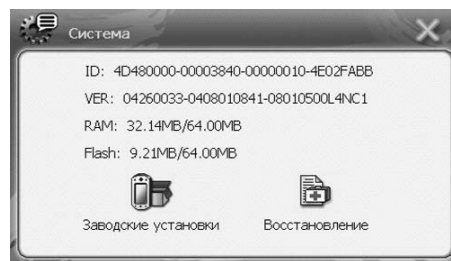 Система
ID: 4D480000-00003840-00000010-4E02FABB
VER: 04260033-0408010841-08010500L4NC1
RAM: 32.14MB/64.00MB
Flash: 9.21MB/64.00MB
Заводские установки Восстановление